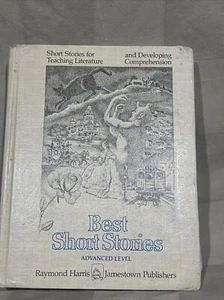 Short Stories for and Developing
Teaching Literature Comprehension
Best
Short Stories
ADVANCED LEVEL
Raymond Harris Jamestown Publishers